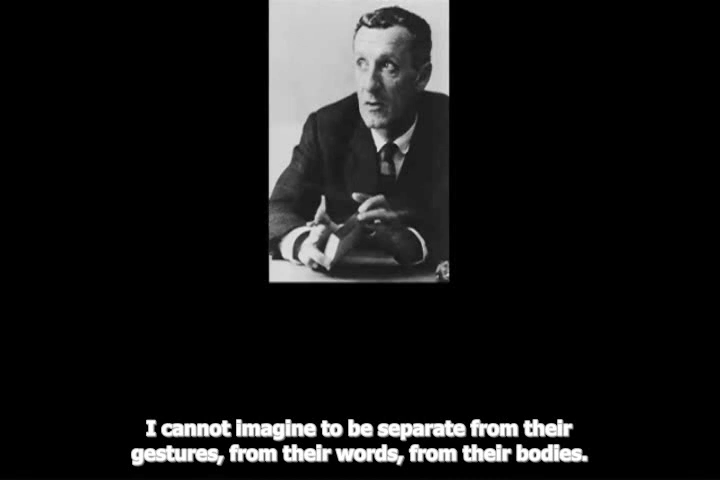 I cannot imagine to be separate from their
gestures, from their words, from their bodies.